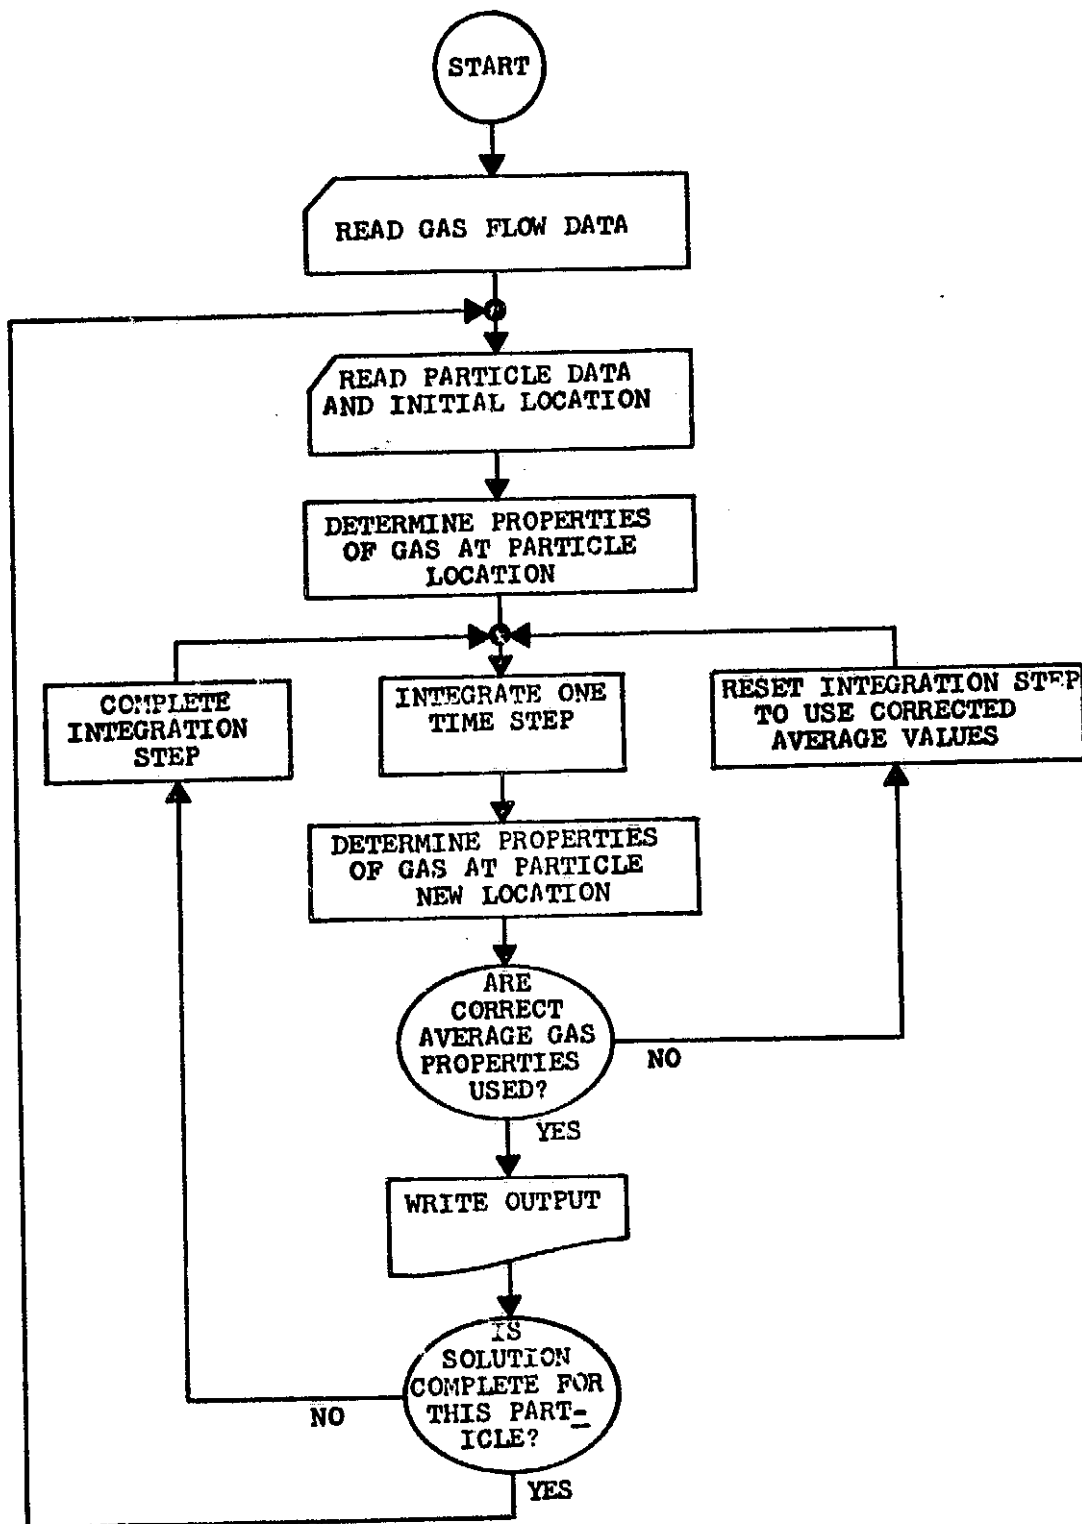 START
READ GAS FLOW DATA
READ PARTICLE DATA
AND INITIAL LOCATION
DETERMINE PROPERTIES
OF GAS AT PARTICLE
LOCATION
COMPLETE
INTEGRATION
STEP
INTEGRATE ONE
TIME STEP
RESET INTEGRATION STEP
TO USE CORRECTED
AVERAGE VALUES
DETERMINE PROPERTIES
OF GAS AT PARTICLE
NEW LOCATION
ARE
CORRECT
AVERAGE GAS
PROPERTIES
USED?
NO
YES
WRITE OUTPUT
IS
SOLUTION
COMPLETE FOR
THIS PART-
ICLE?
NO
YES